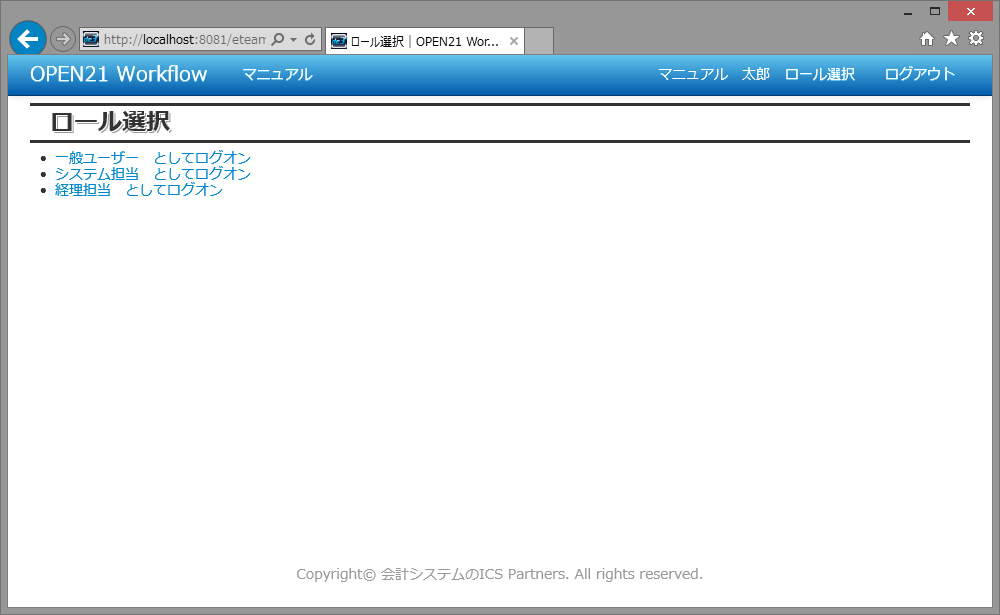 http://localhost:8081/eteam
ロール選択 | OPEN21 Wor...
OPEN21 Workflow マニュアル マニュアル 太郎 ロール選択 ログアウト
ロール選択
一般ユーザー　としてログオン
システム担当　としてログオン
経理担当　としてログオン
Copyright© 会計システムのICS Partners. All rights reserved.